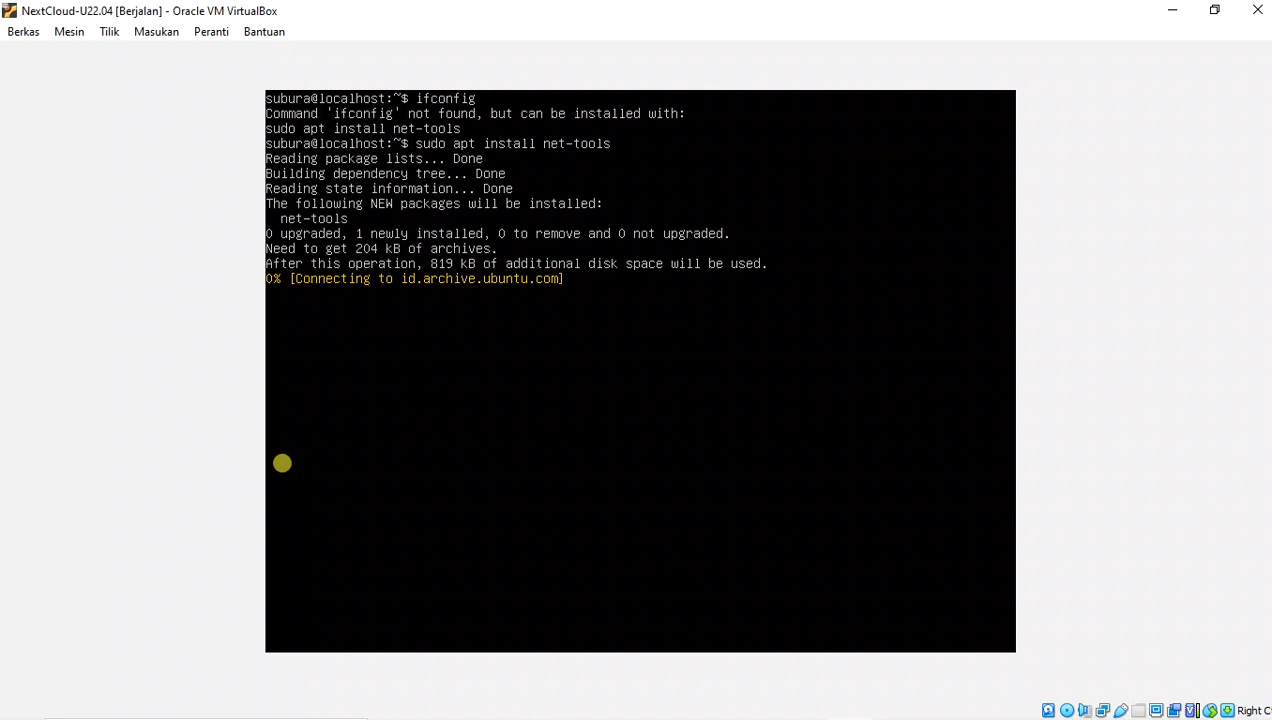 NextCloud-U22.04 [Berjalan] - Oracle VM VirtualBox
Berkas Mesin Tilik Masukan Peranti Bantuan
subura@localhost:~$ ifconfig
Command 'ifconfig' not found, but can be installed with:
sudo apt install net-tools
subura@localhost:~$ sudo apt install net-tools
Reading package lists... Done
Building dependency tree... Done
Reading state information... Done
The following NEW packages will be installed:
  net-tools
0 upgraded, 1 newly installed, 0 to remove and 0 not upgraded.
Need to get 204 kB of archives.
After this operation, 819 kB of additional disk space will be used.
0% [Connecting to id.archive.ubuntu.com]
Right C